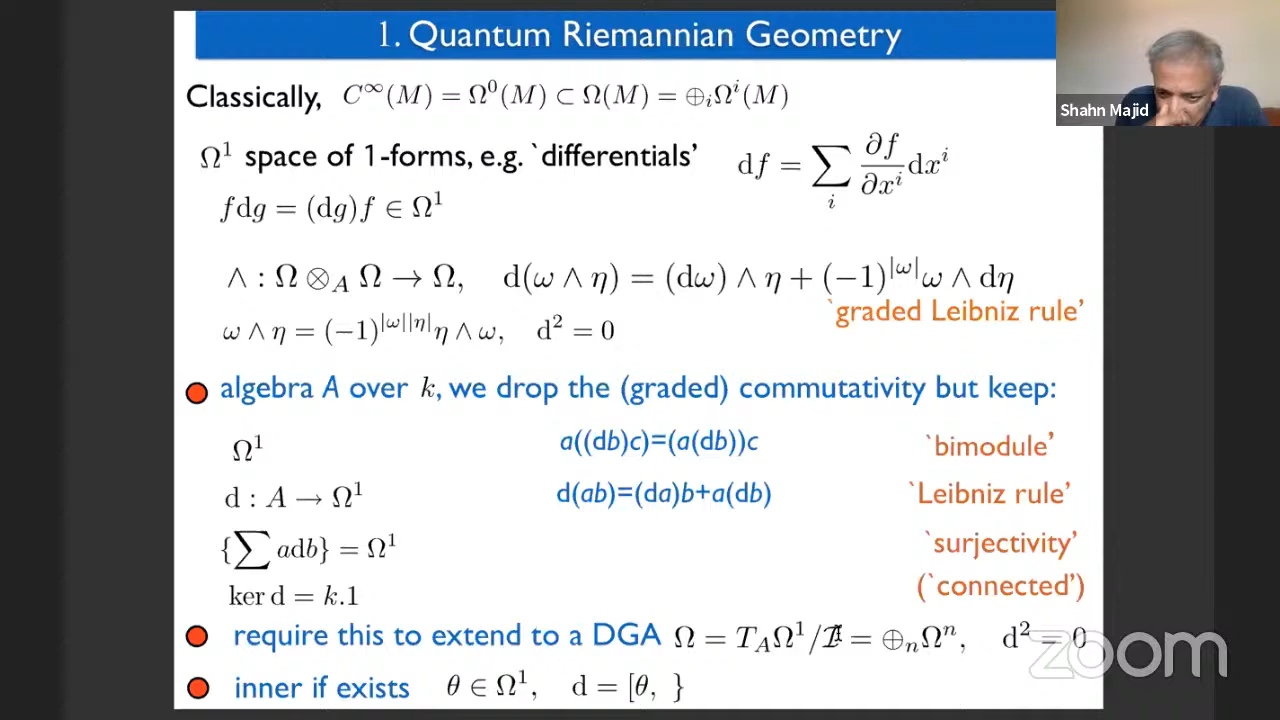 1. Quantum Riemannian Geometry
Shahn Majid
Classically, C^∞(M) = Ω^0(M) ⊂ Ω(M) = ⊕_iΩ^i(M)
Ω^1 space of 1-forms, e.g. `differentials' df = ∑_i ∂f/∂x^i dx^i
fdg = (dg)f ∈ Ω^1
∧ : Ω ⊗_A Ω → Ω, d(ω ∧ η) = (dω) ∧ η + (−1)^{|ω|}ω ∧ dη
`graded Leibniz rule'
ω ∧ η = (−1)^{|ω||η|}η ∧ ω, d^2 = 0
algebra A over k, we drop the (graded) commutativity but keep:
Ω^1 a((db)c)=(a(db))c `bimodule'
d : A → Ω^1 d(ab)=(da)b+a(db) `Leibniz rule'
{∑ adb} = Ω^1 `surjectivity'
ker d = k.1 (`connected')
require this to extend to a DGA Ω = T_AΩ^1/ℐ = ⊕_nΩ^n, d^2 = 0
zoom
inner if exists θ ∈ Ω^1, d = [θ, }